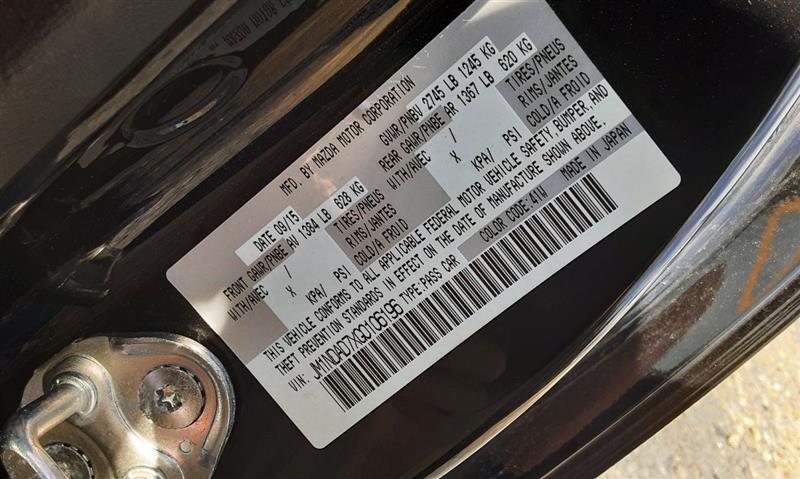 MFD. BY MAZDA MOTOR CORPORATION
DATE 09/15
GVWR/PNBV 2745 LB 1245 KG
FRONT GAWR/PNBE AV 1384 LB 628 KG
REAR GAWR/PNBE AR 1367 LB 620 KG
WITH/AVEC / TIRES/PNEUS
X RIMS/JANTES
KPA/ PSI COLD/A FROID
WITH/AVEC / TIRES/PNEUS
X RIMS/JANTES
KPA/ PSI COLD/A FROID
THIS VEHICLE CONFORMS TO ALL APPLICABLE FEDERAL MOTOR VEHICLE SAFETY, BUMPER, AND
THEFT PREVENTION STANDARDS IN EFFECT ON THE DATE OF MANUFACTURE SHOWN ABOVE.
VIN: JM1NDAD7XG0106196 TYPE:PASS CAR
COLOR CODE:41W MADE IN JAPAN